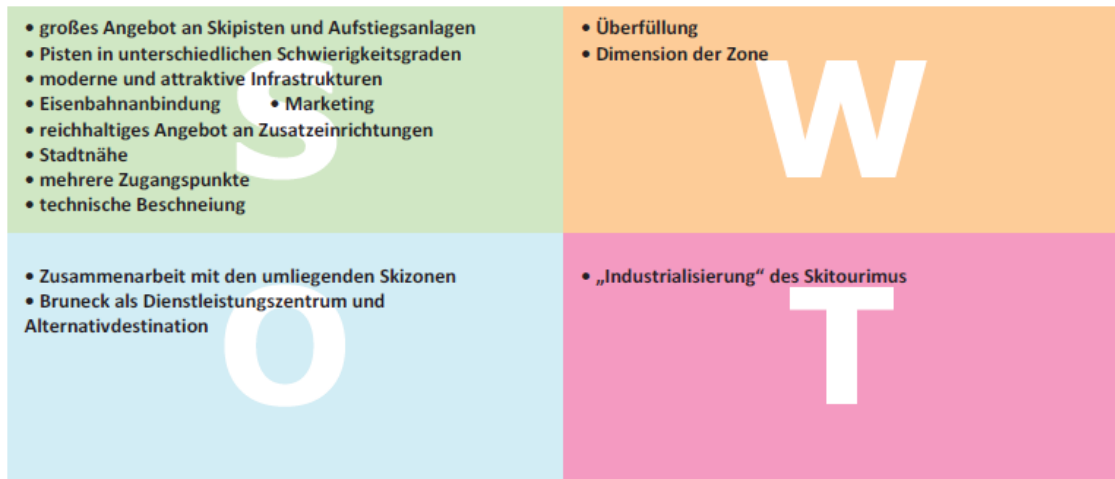 • großes Angebot an Skipisten und Aufstiegsanlagen
• Pisten in unterschiedlichen Schwierigkeitsgraden
• moderne und attraktive Infrastrukturen
• Eisenbahnanbindung • Marketing
• reichhaltiges Angebot an Zusatzeinrichtungen
• Stadtnähe
• mehrere Zugangspunkte
• technische Beschneiung
S
• Überfüllung
• Dimension der Zone
W
• Zusammenarbeit mit den umliegenden Skizonen
• Bruneck als Dienstleistungszentrum und
Alternativdestination
O
• „Industrialisierung“ des Skitourimus
T